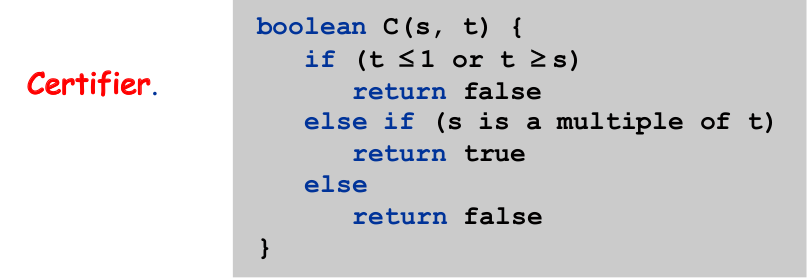 Certifier.
boolean C(s, t) {
if (t ≤ 1 or t ≥ s)
return false
else if (s is a multiple of t)
return true
else
return false
}